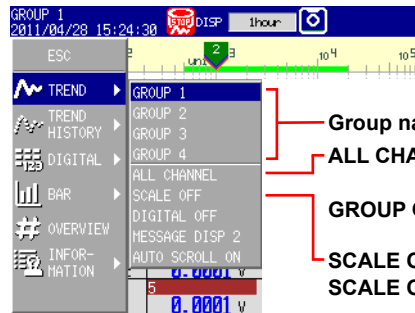 GROUP 1
2011/04/28 15:24:30 STOP DISP 1hour
ESC
2
10⁴ 10⁵
TREND
GROUP 1
TREND HISTORY
GROUP 2
GROUP 3
DIGITAL
GROUP 4
ALL CHANNEL
BAR
SCALE OFF
DIGITAL OFF
OVERVIEW
MESSAGE DISP 2
INFOR-
MATION
AUTO SCROLL ON
0.0001 V
5
0.0001 V
Group na
ALL CHA
GROUP
SCALE
SCALE